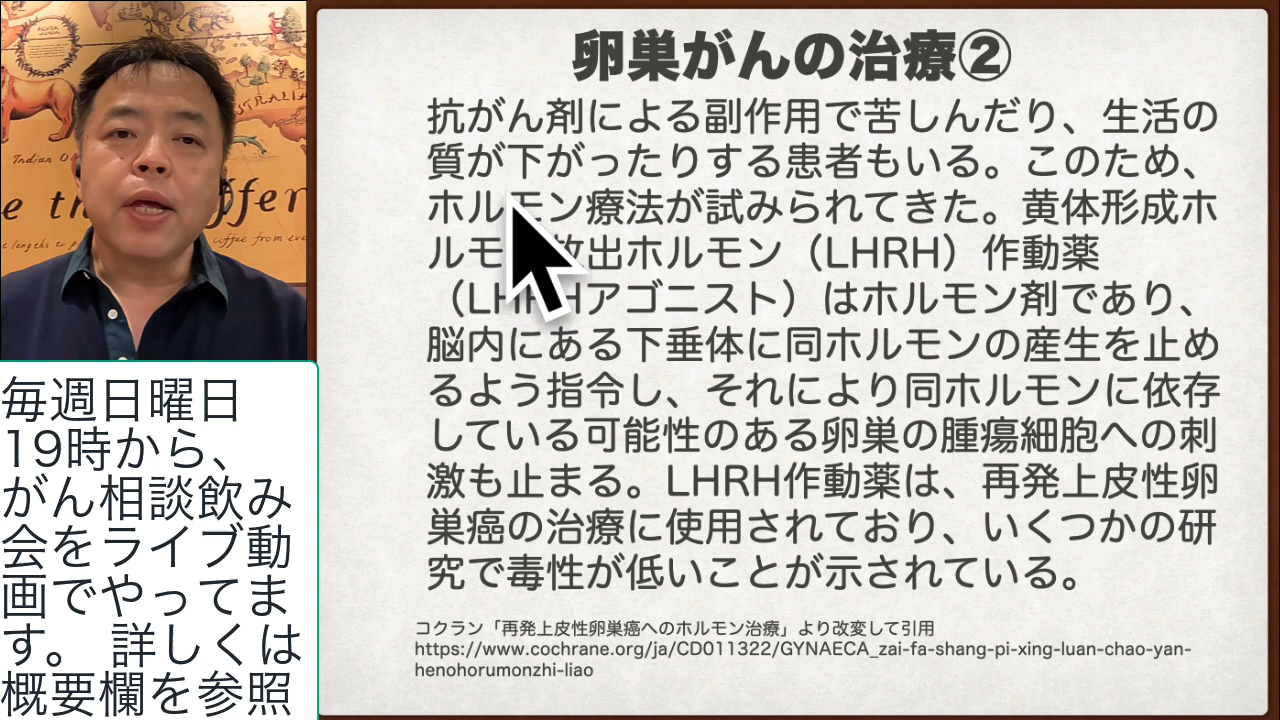 卵巣がんの治療②
抗がん剤による副作用で苦しんだり、生活の
質が下がったりする患者もいる。このため、
ホルモン療法が試みられてきた。黄体形成ホ
ルモ 放出ホルモン（LHRH）作動薬
（LHRHアゴニスト）はホルモン剤であり、
脳内にある下垂体に同ホルモンの産生を止め
るよう指令し、それにより同ホルモンに依存
している可能性のある卵巣の腫瘍細胞への刺
激も止まる。LHRH作動薬は、再発上皮性卵
巣癌の治療に使用されており、いくつかの研
究で毒性が低いことが示されている。
コクラン「再発上皮性卵巣癌へのホルモン治療」より改変して引用
https://www.cochrane.org/ja/CD011322/GYNAECA_zai-fa-shang-pi-xing-luan-chao-yan-
henohorumonzhi-liao
AUSTRALIA
Indian O
e th ffer
t lengths to p coffee from eve
毎週日曜日
19時から、
がん相談飲み
会をライブ動
画でやってま
す。 詳しくは
概要欄を参照